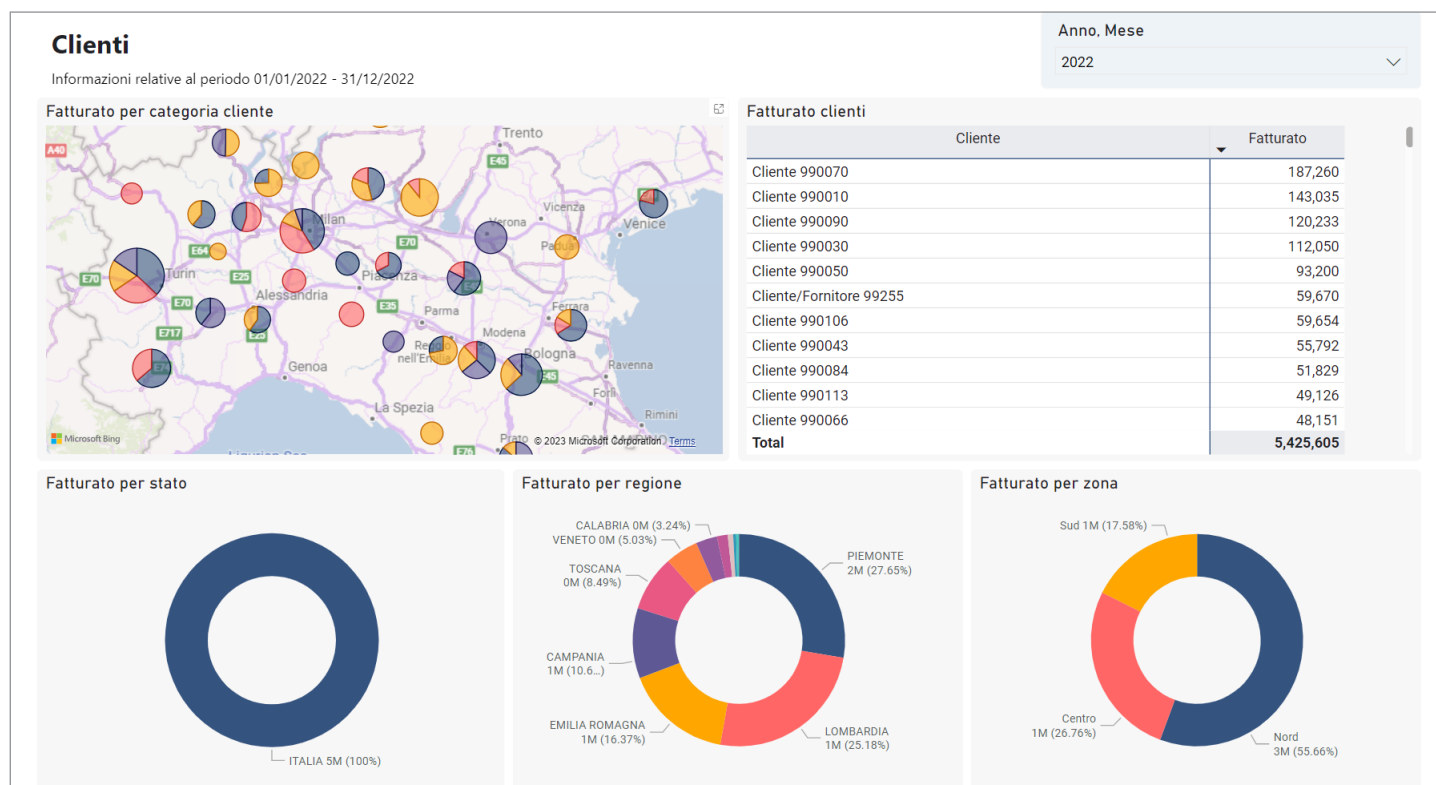 Clienti
Informazioni relative al periodo 01/01/2022 - 31/12/2022
Anno, Mese
2022
Fatturato per categoria cliente
Trento
A40
E45
Vicenza
Milan
Verona
Venice
E70
Padua
E64
E70
Turin
E25
Piacenza
E70
Alessandria
E35
Parma
Ferrara
E717
Modena
Reggio
nell'Emilia
Bologna
Genoa
E45
Ravenna
Forlì
La Spezia
Rimini
Microsoft Bing
Prato
© 2023 Microsoft Corporation
Terms
E76
Ligurian Sea
Fatturato clienti
Cliente Fatturato
Cliente 990070 187,260
Cliente 990010 143,035
Cliente 990090 120,233
Cliente 990030 112,050
Cliente 990050 93,200
Cliente/Fornitore 99255 59,670
Cliente 990106 59,654
Cliente 990043 55,792
Cliente 990084 51,829
Cliente 990113 49,126
Cliente 990066 48,151
Total 5,425,605
Fatturato per stato
ITALIA 5M (100%)
Fatturato per regione
CALABRIA 0M (3.24%)
VENETO 0M (5.03%)
TOSCANA
0M (8.49%)
CAMPANIA
1M (10.6...)
EMILIA ROMAGNA
1M (16.37%)
PIEMONTE
2M (27.65%)
LOMBARDIA
1M (25.18%)
Fatturato per zona
Sud 1M (17.58%)
Centro
1M (26.76%)
Nord
3M (55.66%)